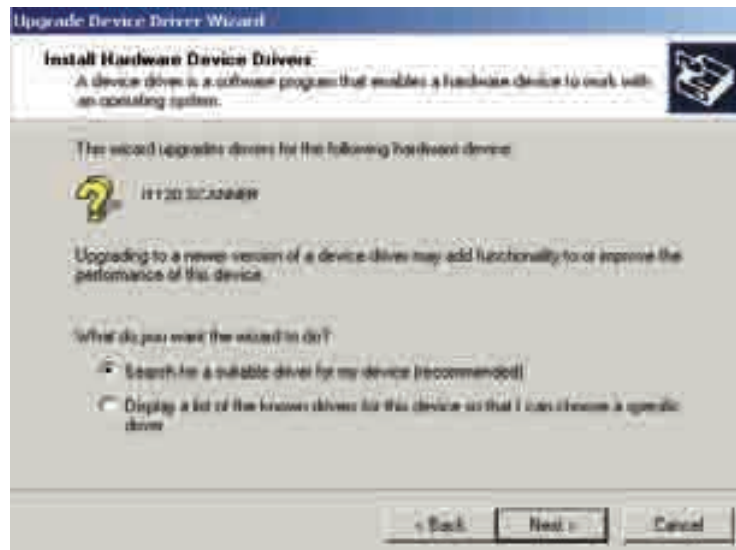 Upgrade Device Driver Wizard
Install Hardware Device Drivers
A device driver is a software program that enables a hardware device to work with
an operating system.
This wizard upgrades drivers for the following hardware device:
SCANNER
Upgrading to a newer version of a device driver may add functionality to or improve the
performance of this device.
What do you want the wizard to do?
Search for a suitable driver for my device (recommended)
Display a list of the known drivers for this device so that I can choose a specific
driver
< Back
Next >
Cancel